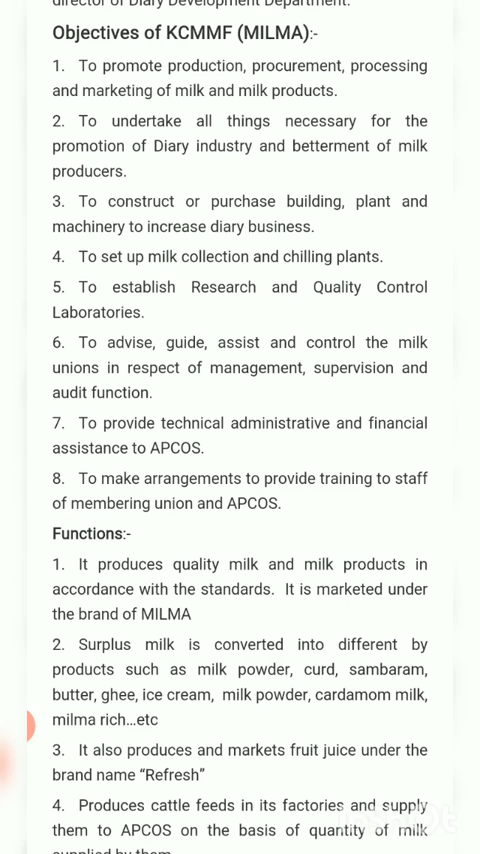 director of Diary Development Department.
Objectives of KCMMF (MILMA):-
1. To promote production, procurement, processing
and marketing of milk and milk products.
2. To undertake all things necessary for the
promotion of Diary industry and betterment of milk
producers.
3. To construct or purchase building, plant and
machinery to increase diary business.
4. To set up milk collection and chilling plants.
5. To establish Research and Quality Control
Laboratories.
6. To advise, guide, assist and control the milk
unions in respect of management, supervision and
audit function.
7. To provide technical administrative and financial
assistance to APCOS.
8. To make arrangements to provide training to staff
of membering union and APCOS.
Functions:-
1. It produces quality milk and milk products in
accordance with the standards. It is marketed under
the brand of MILMA
2. Surplus milk is converted into different by
products such as milk powder, curd, sambaram,
butter, ghee, ice cream, milk powder, cardamom milk,
milma rich...etc
3. It also produces and markets fruit juice under the
brand name “Refresh”
4. Produces cattle feeds in its factories and supply
them to APCOS on the basis of quantity of milk
supplied by them
InShOt